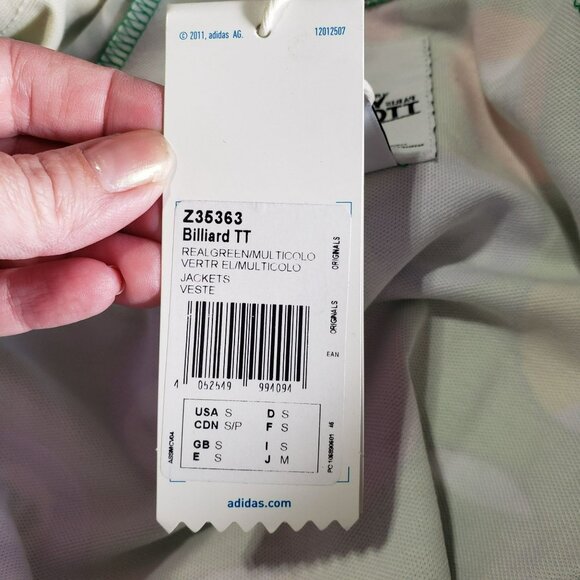 © 2011, adidas AG. 12012507
Z35363
Billiard TT
REALGREEN/MULTICOLO
VERTR EL/MULTICOLO
JACKETS
VESTE
ORIGINALS
ORIGINALS
EAN
4 052549 994094
USA S D S
CDN S/P F S
GB S I S
E S J M
adidas.com